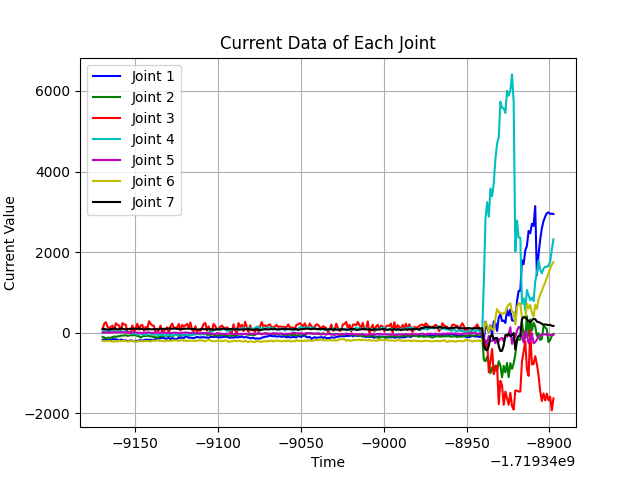 Current Data of Each Joint
Joint 1
Joint 2
Joint 3
Joint 4
Joint 5
Joint 6
Joint 7
6000
4000
2000
0
−2000
Current Value
−9150
−9100
−9050
−9000
−8950
−8900
Time
−1.71934e9